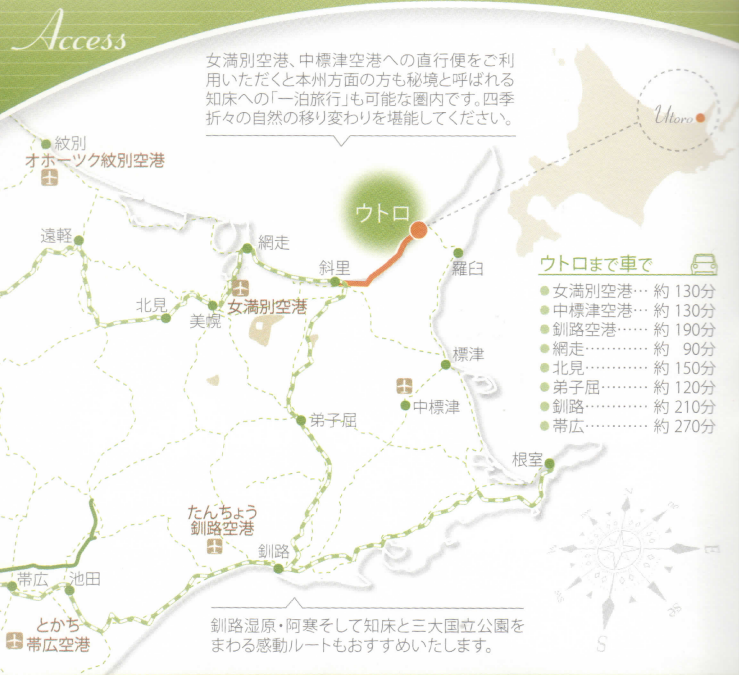 Access
女満別空港、中標津空港への直行便をご利
用いただくと本州方面の方も秘境と呼ばれる
知床への「一泊旅行」も可能な圏内です。四季
折々の自然の移り変わりを堪能してください。
Utoro
紋別
オホーツク紋別空港
ウトロ
遠軽
網走
斜里
羅臼
北見
美幌
女満別空港
標津
中標津
弟子屈
根室
たんちょう
釧路空港
釧路
帯広
池田
とかち
帯広空港
ウトロまで車で
女満別空港… 約 130分
中標津空港… 約 130分
釧路空港…… 約 190分
網走………… 約 90分
北見………… 約 150分
弟子屈……… 約 120分
釧路………… 約 210分
帯広………… 約 270分
N
E
S
釧路湿原・阿寒そして知床と三大国立公園を
まわる感動ルートもおすすめいたします。